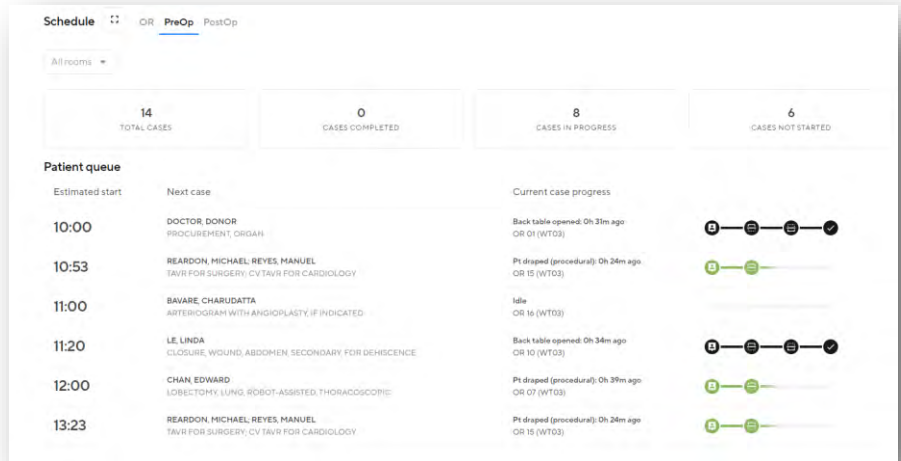 Schedule OR PreOp PostOp
All rooms
14 0 8 6
TOTAL CASES CASES COMPLETED CASES IN PROGRESS CASES NOT STARTED
Patient queue
Estimated start Next case Current case progress
10:00 DOCTOR, DONOR Back table opened: 0h 31m ago
PROCUREMENT, ORGAN OR 01 (WT03)
10:53 REARDON, MICHAEL; REYES, MANUEL Pt draped (procedural): 0h 24m ago
TAVR FOR SURGERY; CV TAVR FOR CARDIOLOGY OR 15 (WT03)
11:00 BAVARE, CHARUDATTA Idle
ARTERIOGRAM WITH ANGIOPLASTY, IF INDICATED OR 16 (WT03)
11:20 LE, LINDA Back table opened: 0h 34m ago
CLOSURE, WOUND, ABDOMEN, SECONDARY, FOR DEHISCENCE OR 10 (WT03)
12:00 CHAN, EDWARD Pt draped (procedural): 0h 39m ago
LOBECTOMY, LUNG, ROBOT-ASSISTED, THORACOSCOPIC OR 07 (WT03)
13:23 REARDON, MICHAEL; REYES, MANUEL Pt draped (procedural): 0h 24m ago
TAVR FOR SURGERY; CV TAVR FOR CARDIOLOGY OR 15 (WT03)